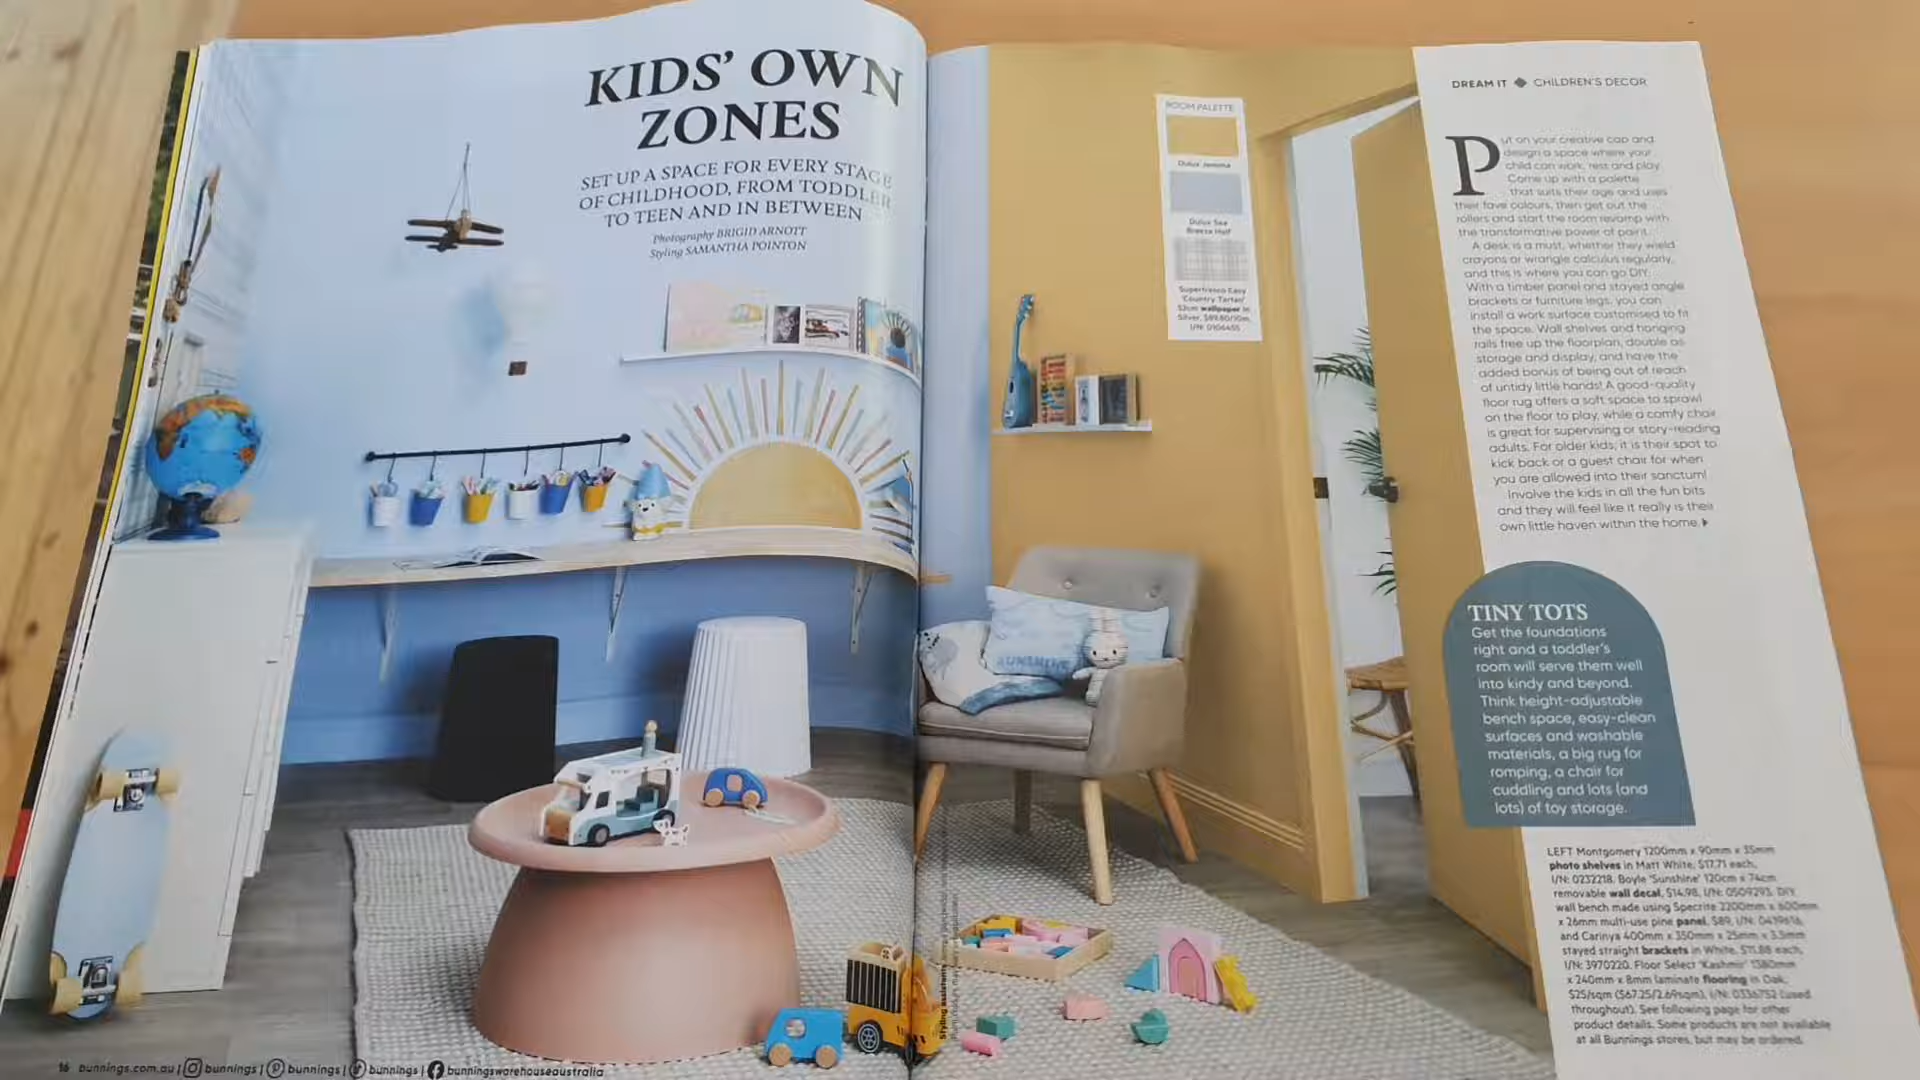 KIDS' OWN
ZONES
SET UP A SPACE FOR EVERY STAGE
OF CHILDHOOD, FROM TODDLER
TO TEEN AND IN BETWEEN
Photography BRIGID ARNOTT
Styling SAMANTHA POINTON
SUNSHINE
16 bunnings.com.au | bunnings | bunnings | bunnings | bunningswarehouseaustralia
ROOM PALETTE
Dulux Jemima
Dulux Sea
Breeze Half
Superfresco Easy
'Country Tartan'
52cm wallpaper in
Silver, $89.80/10m,
I/N: 0106455
DREAM IT ◆ CHILDREN'S DECOR
Put on your creative cap and
design a space where your
child can work, rest and play.
Come up with a palette
that suits their age and uses
their fave colours, then get out the
rollers and start the room revamp with
the transformative power of paint.
A desk is a must, whether they wield
crayons or wrangle calculus regularly,
and this is where you can go DIY.
With a timber panel and stayed angle
brackets or furniture legs, you can
install a work surface customised to fit
the space. Wall shelves and hanging
rails free up the floorplan, double as
storage and display, and have the
added bonus of being out of reach
of untidy little hands! A good-quality
floor rug offers a soft space to sprawl
on the floor to play, while a comfy chair
is great for supervising or story-reading
adults. For older kids, it is their spot to
kick back or a guest chair for when
you are allowed into their sanctum!
Involve the kids in all the fun bits
and they will feel like it really is their
own little haven within the home.
TINY TOTS
Get the foundations
right and a toddler's
room will serve them well
into kindy and beyond.
Think height-adjustable
bench space, easy-clean
surfaces and washable
materials, a big rug for
romping, a chair for
cuddling and lots (and
lots) of toy storage.
LEFT Montgomery 1200mm x 90mm x 35mm
photo shelves in Matt White, $17.71 each,
I/N: 0232218. Boyle 'Sunshine' 120cm x 74cm
removable wall decal, $14.98, I/N: 0509293. DIY
wall bench made using Specrite 2200mm x 600mm
x 26mm multi-use pine panel, $89, I/N:
and Carinya 400mm x 350mm x 25mm x 3.5mm
stayed straight brackets in White, $11.88 each,
I/N: 3970220. Floor Select 'Kashmir' 1380mm
x 240mm x 8mm laminate flooring in Oak,
$25/sqm ($67.25/2.69sqm), I/N: 0336752 (used
throughout). See following page for other
product details. Some products are not available
at all Bunnings stores, but may be ordered.